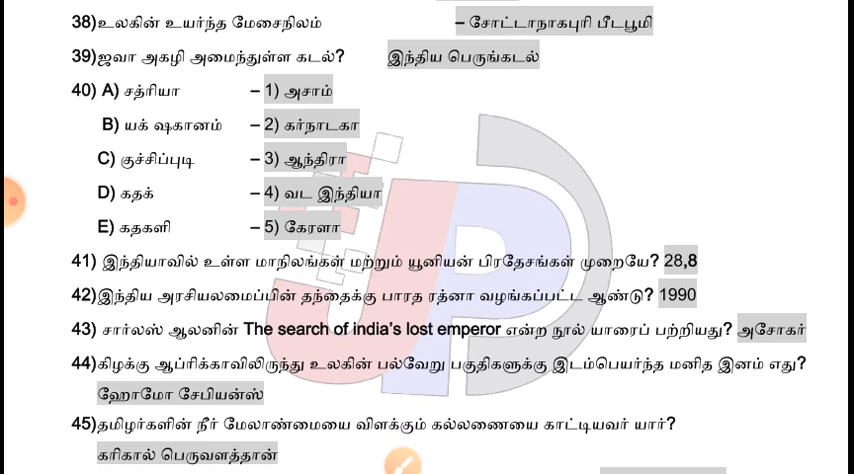 38)உலகின் உயர்ந்த மேசைநிலம் – சோட்டாநாகபுரி பீடபூமி
39)ஜவா அகழி அமைந்துள்ள கடல்? இந்திய பெருங்கடல்
40) A) சத்ரியா – 1) அசாம்
B) யக் ஷகானம் – 2) கர்நாடகா
C) குச்சிப்புடி – 3) ஆந்திரா
D) கதக் – 4) வட இந்தியா
E) கதகளி – 5) கேரளா
41) இந்தியாவில் உள்ள மாநிலங்கள் மற்றும் யூனியன் பிரதேசங்கள் முறையே? 28,8
42)இந்திய அரசியலமைப்பின் தந்தைக்கு பாரத ரத்னா வழங்கப்பட்ட ஆண்டு? 1990
43) சார்லஸ் ஆலனின் The search of india's lost emperor என்ற நூல் யாரைப் பற்றியது? அசோகர்
44)கிழக்கு ஆப்ரிக்காவிலிருந்து உலகின் பல்வேறு பகுதிகளுக்கு இடம்பெயர்ந்த மனித இனம் எது?
ஹோமோ சேபியன்ஸ்
45)தமிழர்களின் நீர் மேலாண்மையை விளக்கும் கல்லணையை காட்டியவர் யார்?
கரிகால் பெருவளத்தான்